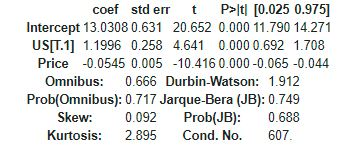 coef std err t P>|t| [0.025 0.975]
Intercept 13.0308 0.631 20.652 0.000 11.790 14.271
US[T.1] 1.1996 0.258 4.641 0.000 0.692 1.708
Price -0.0545 0.005 -10.416 0.000 -0.065 -0.044
Omnibus: 0.666 Durbin-Watson: 1.912
Prob(Omnibus): 0.717 Jarque-Bera (JB): 0.749
Skew: 0.092 Prob(JB): 0.688
Kurtosis: 2.895 Cond. No. 607.